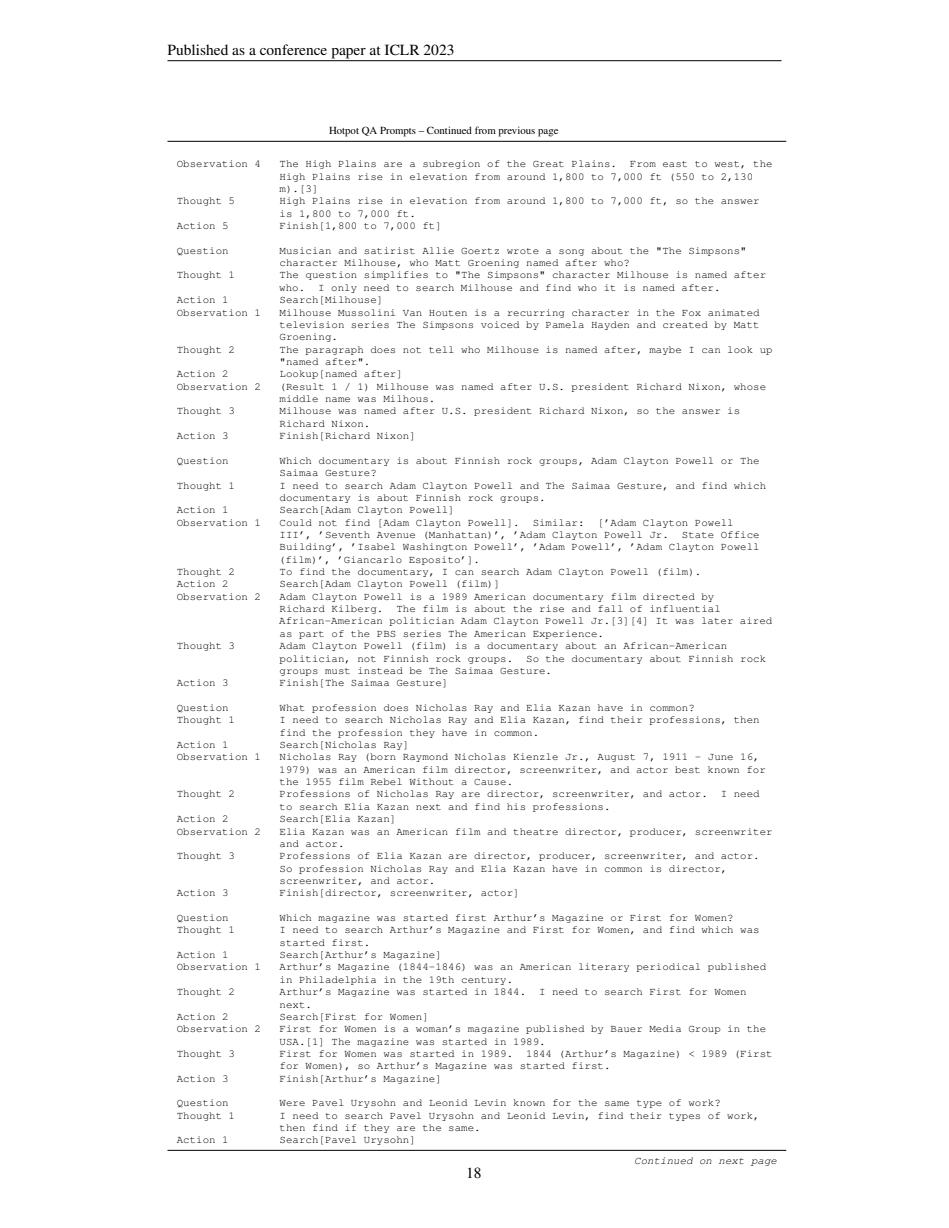 Published as a conference paper at ICLR 2023
Hotpot QA Prompts – Continued from previous page
Observation 4 The High Plains are a subregion of the Great Plains. From east to west, the
High Plains rise in elevation from around 1,800 to 7,000 ft (550 to 2,130
m).[3]
Thought 5 High Plains rise in elevation from around 1,800 to 7,000 ft, so the answer
is 1,800 to 7,000 ft.
Action 5 Finish[1,800 to 7,000 ft]
Question Musician and satirist Allie Goertz wrote a song about the "The Simpsons"
character Milhouse, who Matt Groening named after who?
Thought 1 The question simplifies to "The Simpsons" character Milhouse is named after
who. I only need to search Milhouse and find who it is named after.
Action 1 Search[Milhouse]
Observation 1 Milhouse Mussolini Van Houten is a recurring character in the Fox animated
television series The Simpsons voiced by Pamela Hayden and created by Matt
Groening.
Thought 2 The paragraph does not tell who Milhouse is named after, maybe I can look up
"named after".
Action 2 Lookup[named after]
Observation 2 (Result 1 / 1) Milhouse was named after U.S. president Richard Nixon, whose
middle name was Milhous.
Thought 3 Milhouse was named after U.S. president Richard Nixon, so the answer is
Richard Nixon.
Action 3 Finish[Richard Nixon]
Question Which documentary is about Finnish rock groups, Adam Clayton Powell or The
Saimaa Gesture?
Thought 1 I need to search Adam Clayton Powell and The Saimaa Gesture, and find which
documentary is about Finnish rock groups.
Action 1 Search[Adam Clayton Powell]
Observation 1 Could not find [Adam Clayton Powell]. Similar: [’Adam Clayton Powell
III’, ’Seventh Avenue (Manhattan)’, ’Adam Clayton Powell Jr. State Office
Building’, ’Isabel Washington Powell’, ’Adam Powell’, ’Adam Clayton Powell
(film)’, ’Giancarlo Esposito’].
Thought 2 To find the documentary, I can search Adam Clayton Powell (film).
Action 2 Search[Adam Clayton Powell (film)]
Observation 2 Adam Clayton Powell is a 1989 American documentary film directed by
Richard Kilberg. The film is about the rise and fall of influential
African-American politician Adam Clayton Powell Jr.[3][4] It was later aired
as part of the PBS series The American Experience.
Thought 3 Adam Clayton Powell (film) is a documentary about an African-American
politician, not Finnish rock groups. So the documentary about Finnish rock
groups must instead be The Saimaa Gesture.
Action 3 Finish[The Saimaa Gesture]
Question What profession does Nicholas Ray and Elia Kazan have in common?
Thought 1 I need to search Nicholas Ray and Elia Kazan, find their professions, then
find the profession they have in common.
Action 1 Search[Nicholas Ray]
Observation 1 Nicholas Ray (born Raymond Nicholas Kienzle Jr., August 7, 1911 - June 16,
1979) was an American film director, screenwriter, and actor best known for
the 1955 film Rebel Without a Cause.
Thought 2 Professions of Nicholas Ray are director, screenwriter, and actor. I need
to search Elia Kazan next and find his professions.
Action 2 Search[Elia Kazan]
Observation 2 Elia Kazan was an American film and theatre director, producer, screenwriter
and actor.
Thought 3 Professions of Elia Kazan are director, producer, screenwriter, and actor.
So profession Nicholas Ray and Elia Kazan have in common is director,
screenwriter, and actor.
Action 3 Finish[director, screenwriter, actor]
Question Which magazine was started first Arthur’s Magazine or First for Women?
Thought 1 I need to search Arthur’s Magazine and First for Women, and find which was
started first.
Action 1 Search[Arthur’s Magazine]
Observation 1 Arthur’s Magazine (1844-1846) was an American literary periodical published
in Philadelphia in the 19th century.
Thought 2 Arthur’s Magazine was started in 1844. I need to search First for Women
next.
Action 2 Search[First for Women]
Observation 2 First for Women is a woman’s magazine published by Bauer Media Group in the
USA.[1] The magazine was started in 1989.
Thought 3 First for Women was started in 1989. 1844 (Arthur’s Magazine) < 1989 (First
for Women), so Arthur’s Magazine was started first.
Action 3 Finish[Arthur’s Magazine]
Question Were Pavel Urysohn and Leonid Levin known for the same type of work?
Thought 1 I need to search Pavel Urysohn and Leonid Levin, find their types of work,
then find if they are the same.
Action 1 Search[Pavel Urysohn]
Continued on next page
18